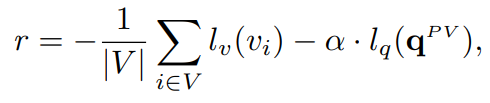 r = -\frac{1}{|V|} \sum_{i \in V} l_v(v_i) - \alpha \cdot l_q(\mathbf{q}^{PV}),